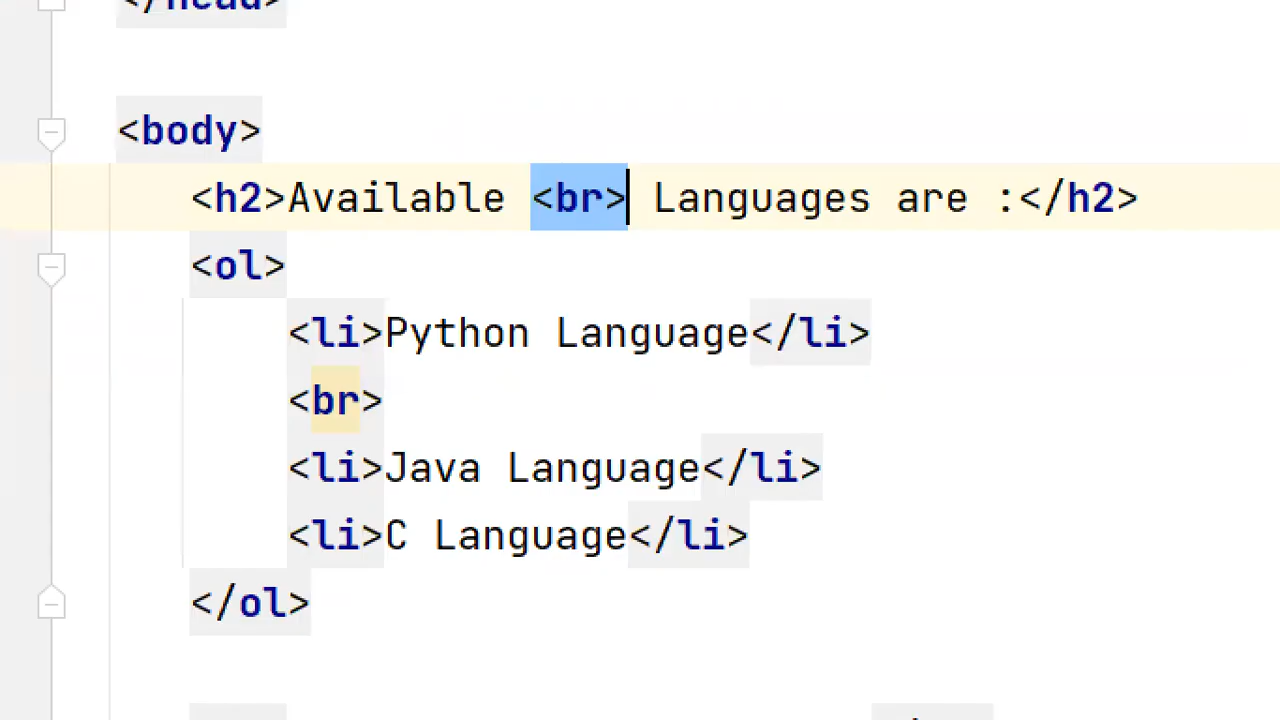 </head>
<body>
<h2>Available <br> Languages are :</h2>
<ol>
<li>Python Language</li>
<br>
<li>Java Language</li>
<li>C Language</li>
</ol>